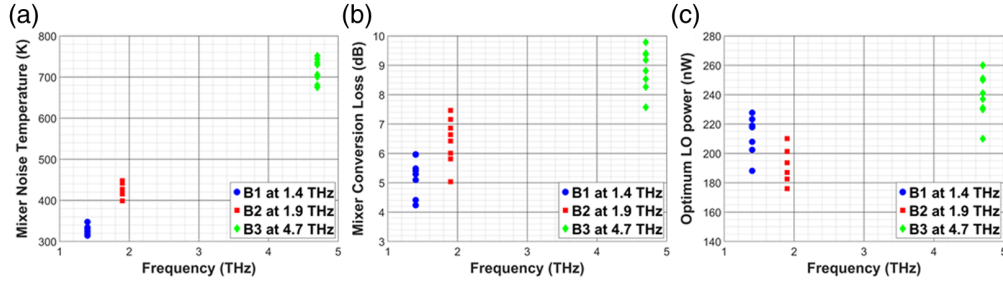 (a)
Mixer Noise Temperature (K)
800
700
600
500
400
300
1 2 3 4 5
Frequency (THz)
B1 at 1.4 THz
B2 at 1.9 THz
B3 at 4.7 THz
(b)
Mixer Conversion Loss (dB)
10
9
8
7
6
5
4
3
1 2 3 4 5
Frequency (THz)
B1 at 1.4 THz
B2 at 1.9 THz
B3 at 4.7 THz
(c)
Optimum LO power (nW)
280
260
240
220
200
180
160
140
1 2 3 4 5
Frequency (THz)
B1 at 1.4 THz
B2 at 1.9 THz
B3 at 4.7 THz